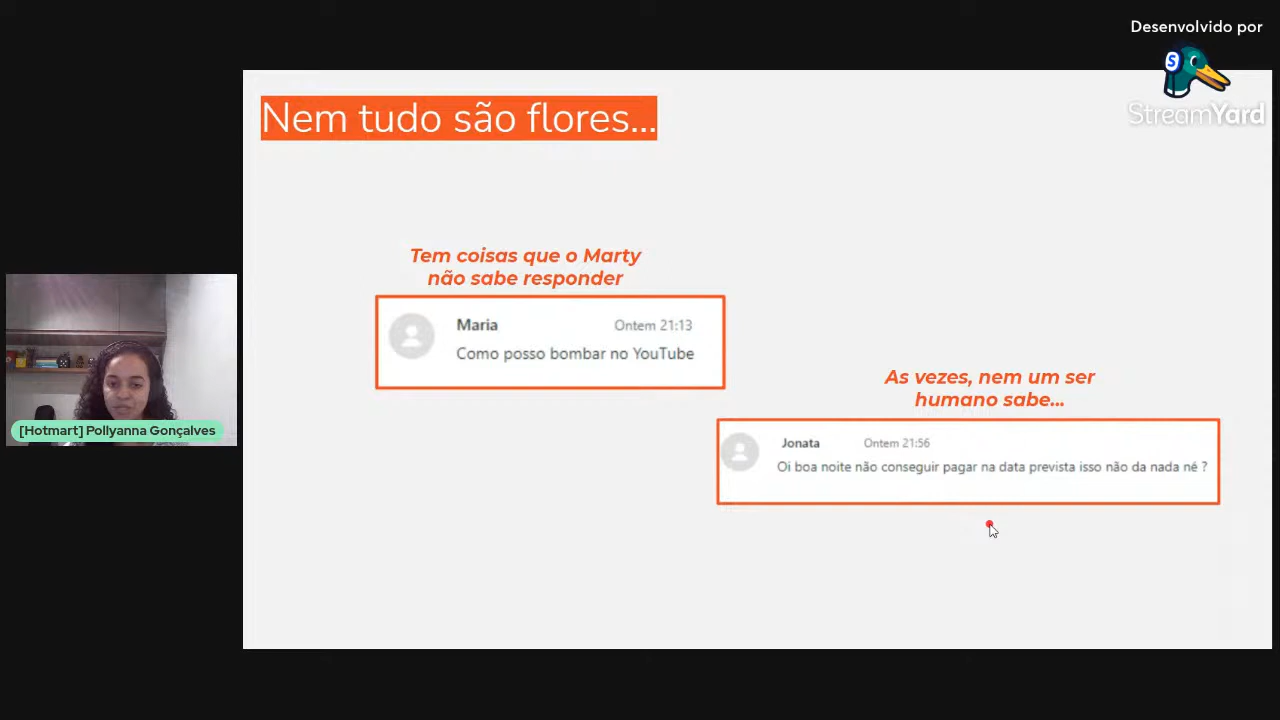 Desenvolvido por
StreamYard
Nem tudo são flores...
Tem coisas que o Marty
não sabe responder
Maria Ontem 21:13
Como posso bombar no YouTube
As vezes, nem um ser
humano sabe...
Jonata Ontem 21:56
Oi boa noite não conseguir pagar na data prevista isso não da nada né ?
[Hotmart] Pollyanna Gonçalves